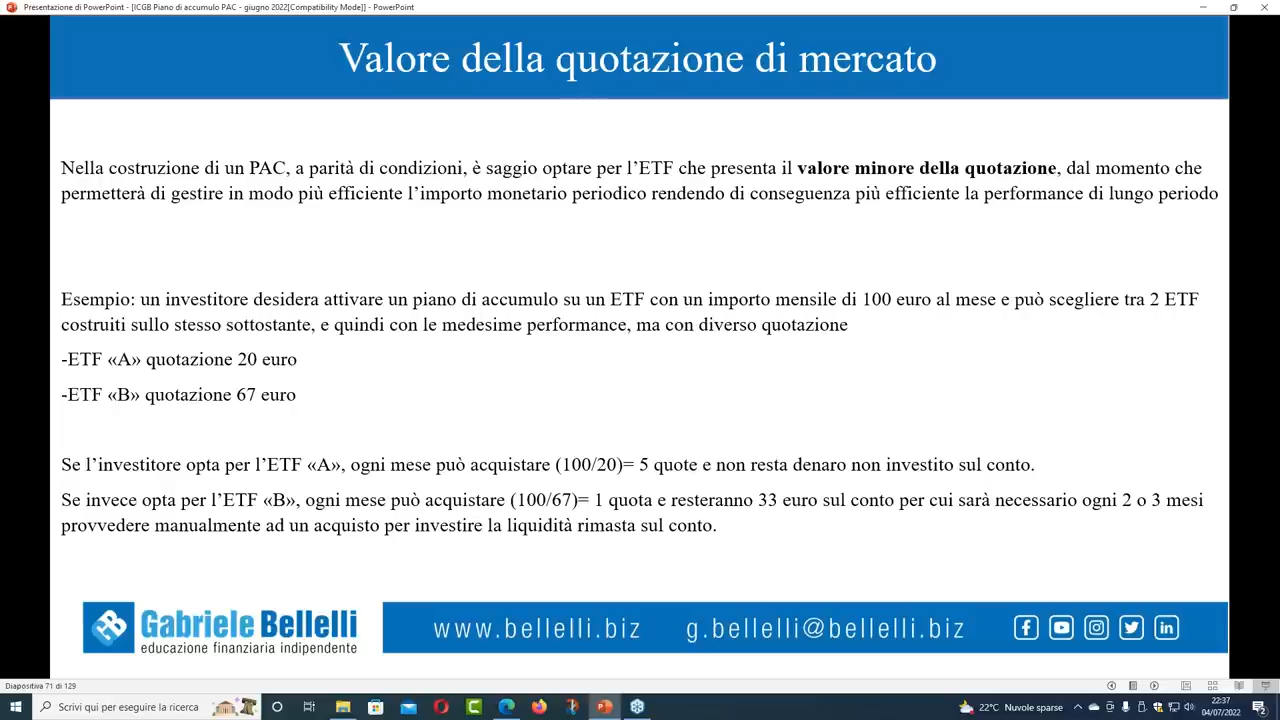 Presentazione di PowerPoint - [ICGB Piano di accumulo PAC - giugno 2022[Compatibility Mode]] - PowerPoint
Valore della quotazione di mercato
Nella costruzione di un PAC, a parità di condizioni, è saggio optare per l’ETF che presenta il valore minore della quotazione, dal momento che
permetterà di gestire in modo più efficiente l’importo monetario periodico rendendo di conseguenza più efficiente la performance di lungo periodo
Esempio: un investitore desidera attivare un piano di accumulo su un ETF con un importo mensile di 100 euro al mese e può scegliere tra 2 ETF
costruiti sullo stesso sottostante, e quindi con le medesime performance, ma con diverso quotazione
-ETF «A» quotazione 20 euro
-ETF «B» quotazione 67 euro
Se l’investitore opta per l’ETF «A», ogni mese può acquistare (100/20)= 5 quote e non resta denaro non investito sul conto.
Se invece opta per l’ETF «B», ogni mese può acquistare (100/67)= 1 quota e resteranno 33 euro sul conto per cui sarà necessario ogni 2 o 3 mesi
provvedere manualmente ad un acquisto per investire la liquidità rimasta sul conto.
Gabriele Bellelli
educazione finanziaria indipendente
www.bellelli.biz g.bellelli@bellelli.biz
Diapositiva 71 di 129
Scrivi qui per eseguire la ricerca
22°C Nuvole sparse
22:37
04/07/2022
2